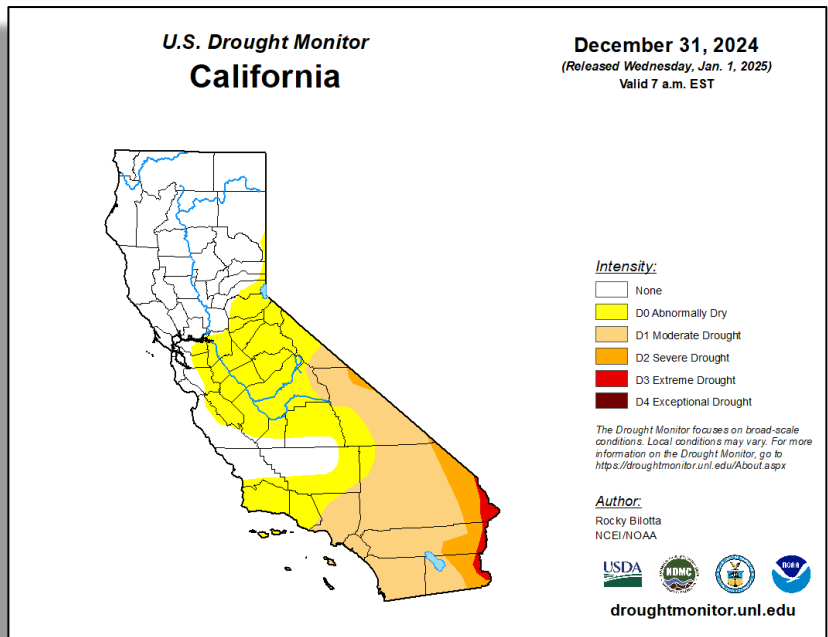 U.S. Drought Monitor
California
December 31, 2024
(Released Wednesday, Jan. 1, 2025)
Valid 7 a.m. EST
Intensity:
None
D0 Abnormally Dry
D1 Moderate Drought
D2 Severe Drought
D3 Extreme Drought
D4 Exceptional Drought
The Drought Monitor focuses on broad-scale
conditions. Local conditions may vary. For more
information on the Drought Monitor, go to
https://droughtmonitor.unl.edu/About.aspx
Author:
Rocky Bilotta
NCEI/NOAA
USDA
NDMC
noaa
droughtmonitor.unl.edu